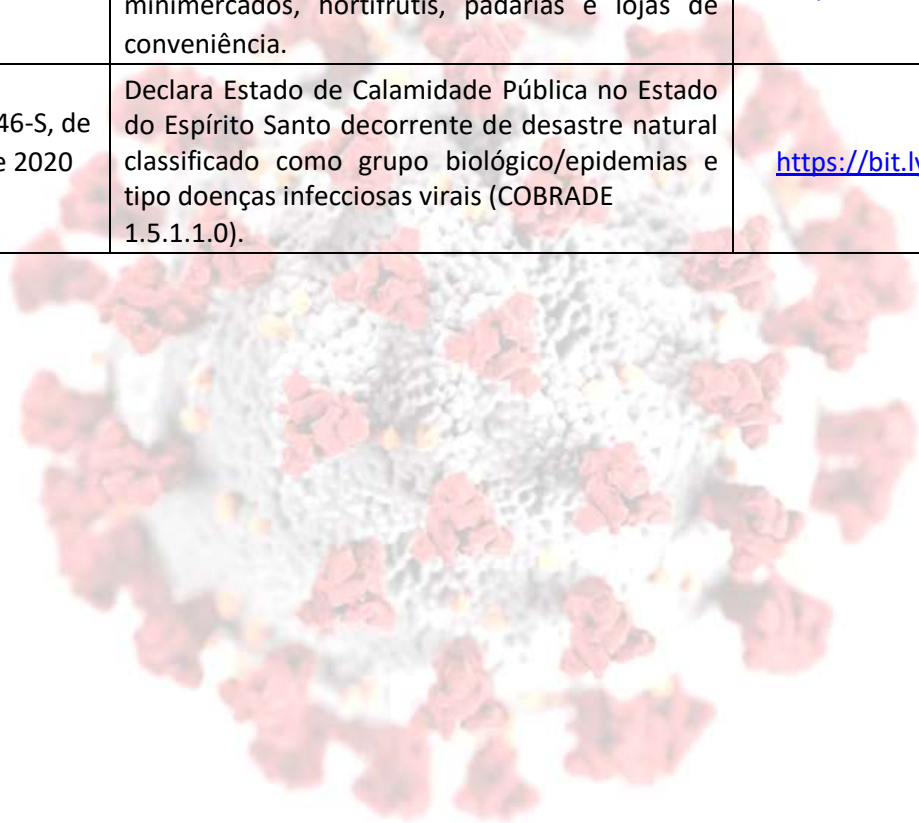 minimercados, hortifrutis, padarias e lojas de
conveniência.
46-S, de
2020
Declara Estado de Calamidade Pública no Estado
do Espírito Santo decorrente de desastre natural
classificado como grupo biológico/epidemias e
tipo doenças infecciosas virais (COBRADE
1.5.1.1.0).
https://bit.ly